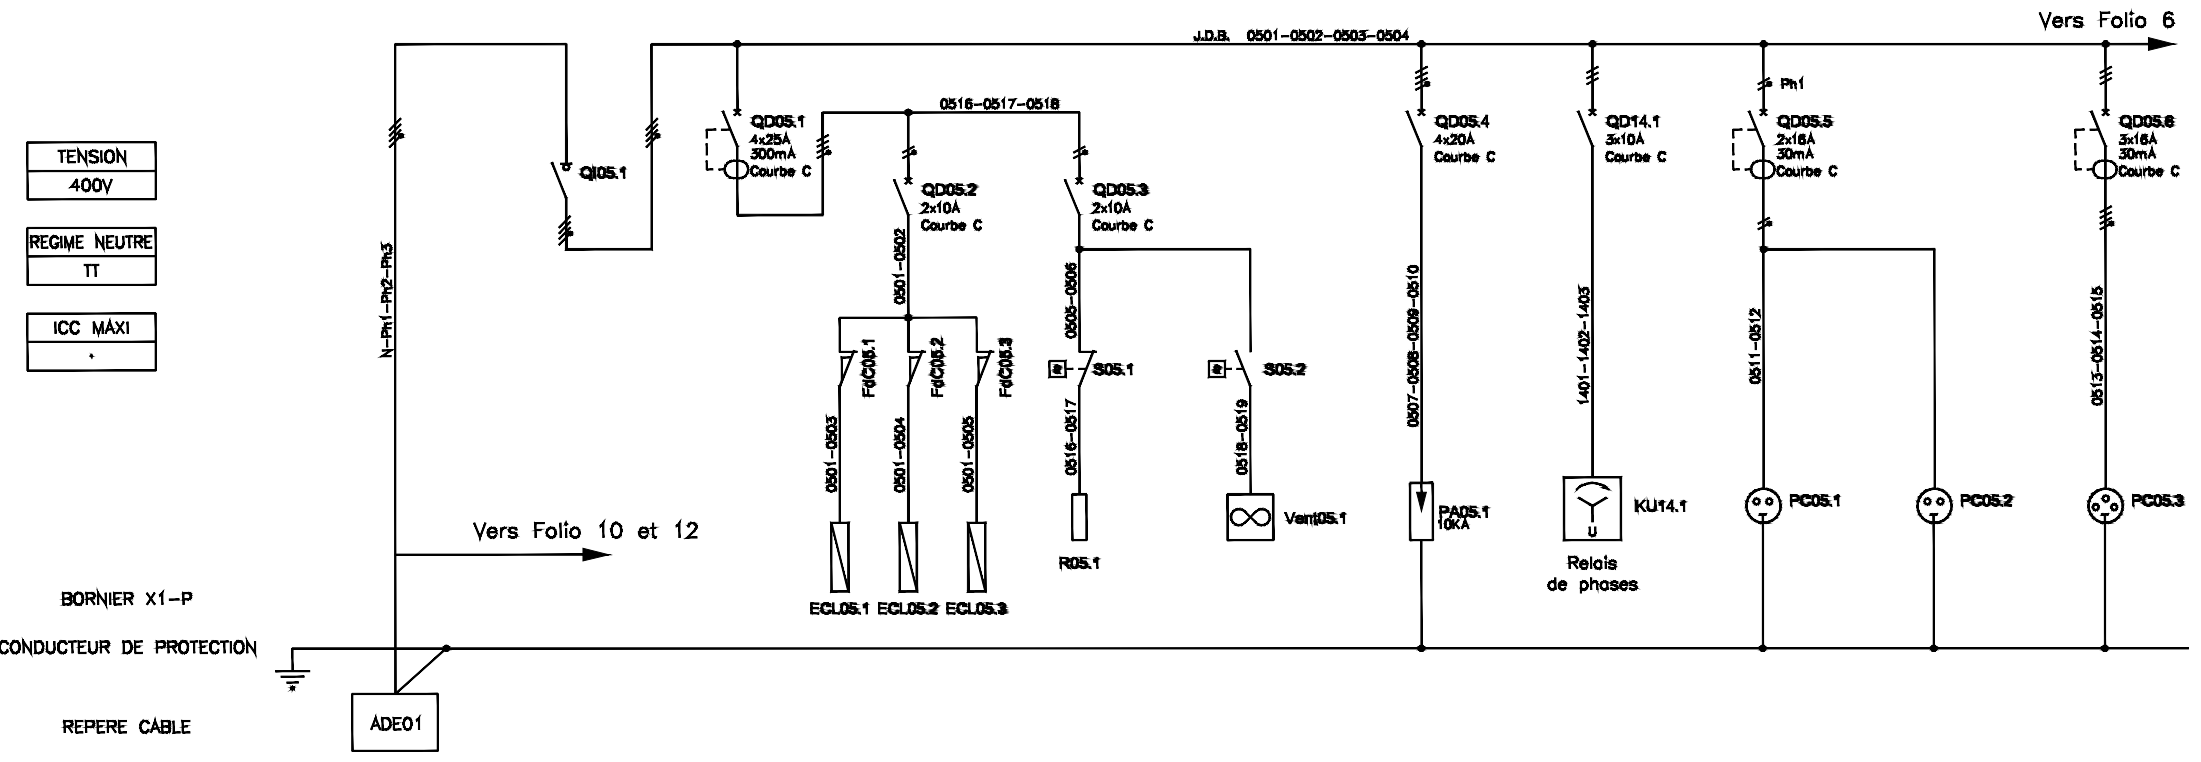 Vers Folio 6
J.D.B. 0501-0502-0503-0504
TENSION
400V
REGIME NEUTRE
TT
ICC MAXI
*
N-Ph1-Ph2-Ph3
QI05.1
QD05.1
4x25A
300mA
Courbe C
0516-0517-0518
QD05.2
2x10A
Courbe C
QD05.3
2x10A
Courbe C
QD05.4
4x20A
Courbe C
QD14.1
3x10A
Courbe C
Ph1
QD05.5
2x16A
30mA
Courbe C
QD05.6
3x16A
30mA
Courbe C
0501-0502
0505-0506
0507-0508-0509-0510
1401-1402-1403
0511-0512
0513-0514-0515
FdC05.1
FdC05.2
FdC05.3
S05.1
S05.2
0501-0503
0501-0504
0501-0505
0516-0517
0518-0519
ECL05.1
ECL05.2
ECL05.3
R05.1
Vent05.1
PA05.1
10KA
KU14.1
U
Relais
de phases
PC05.1
PC05.2
PC05.3
Vers Folio 10 et 12
BORNIER X1-P
CONDUCTEUR DE PROTECTION
REPERE CABLE
ADE01